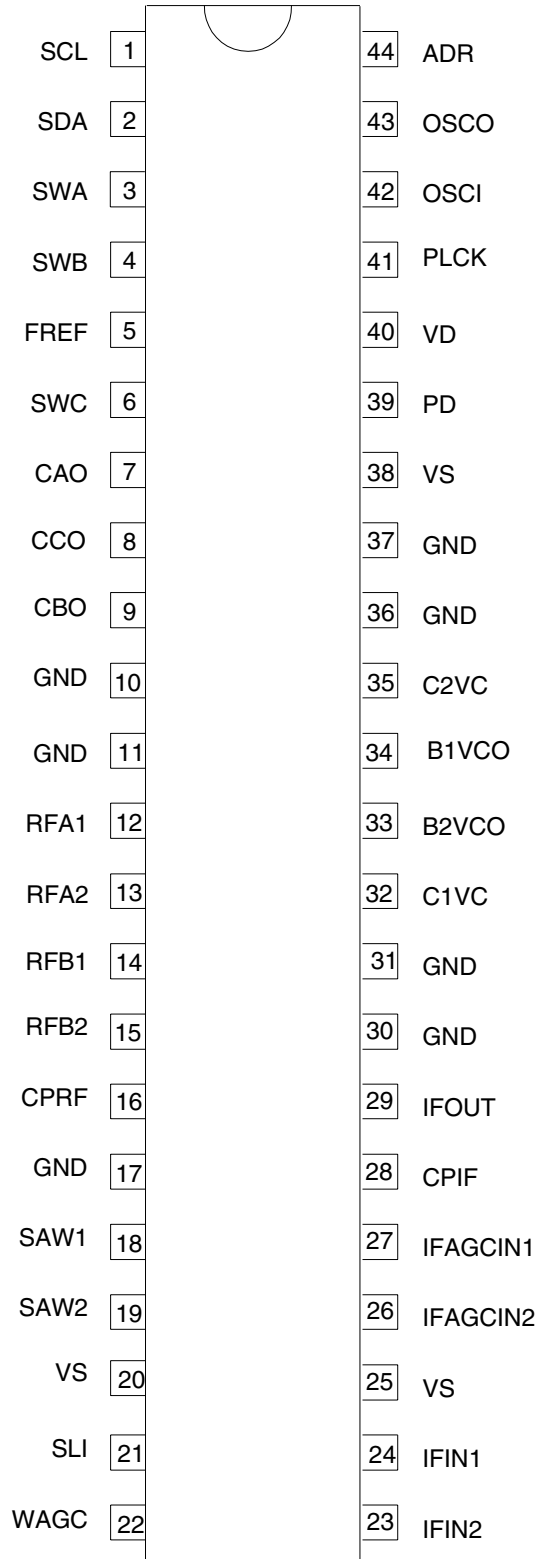 SCL 1 44 ADR
SDA 2 43 OSCO
SWA 3 42 OSCI
SWB 4 41 PLCK
FREF 5 40 VD
SWC 6 39 PD
CAO 7 38 VS
CCO 8 37 GND
CBO 9 36 GND
GND 10 35 C2VC
GND 11 34 B1VCO
RFA1 12 33 B2VCO
RFA2 13 32 C1VC
RFB1 14 31 GND
RFB2 15 30 GND
CPRF 16 29 IFOUT
GND 17 28 CPIF
SAW1 18 27 IFAGCIN1
SAW2 19 26 IFAGCIN2
VS 20 25 VS
SLI 21 24 IFIN1
WAGC 22 23 IFIN2